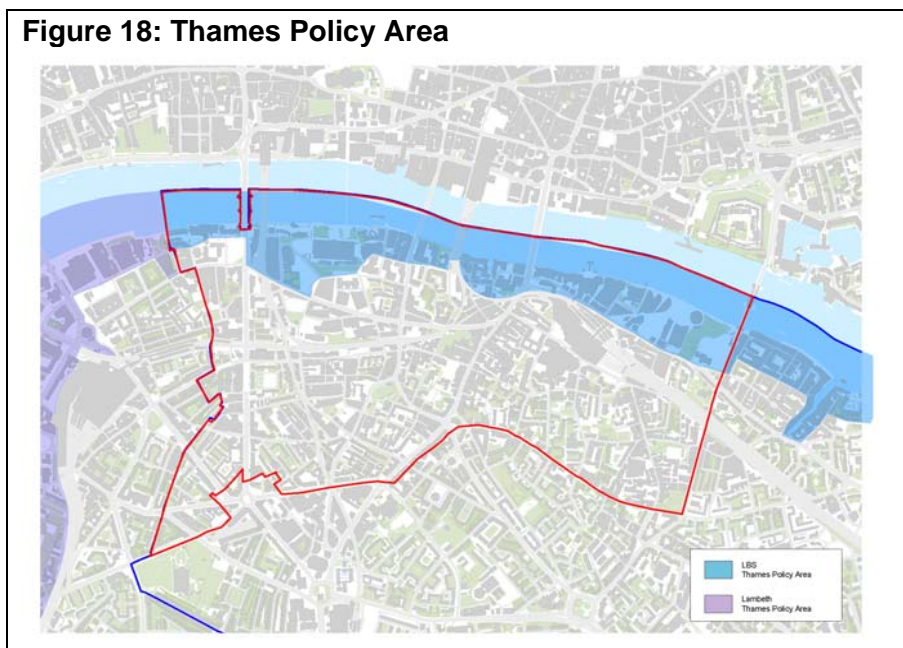 Figure 18: Thames Policy Area
LBS
Thames Policy Area
Lambeth
Thames Policy Area